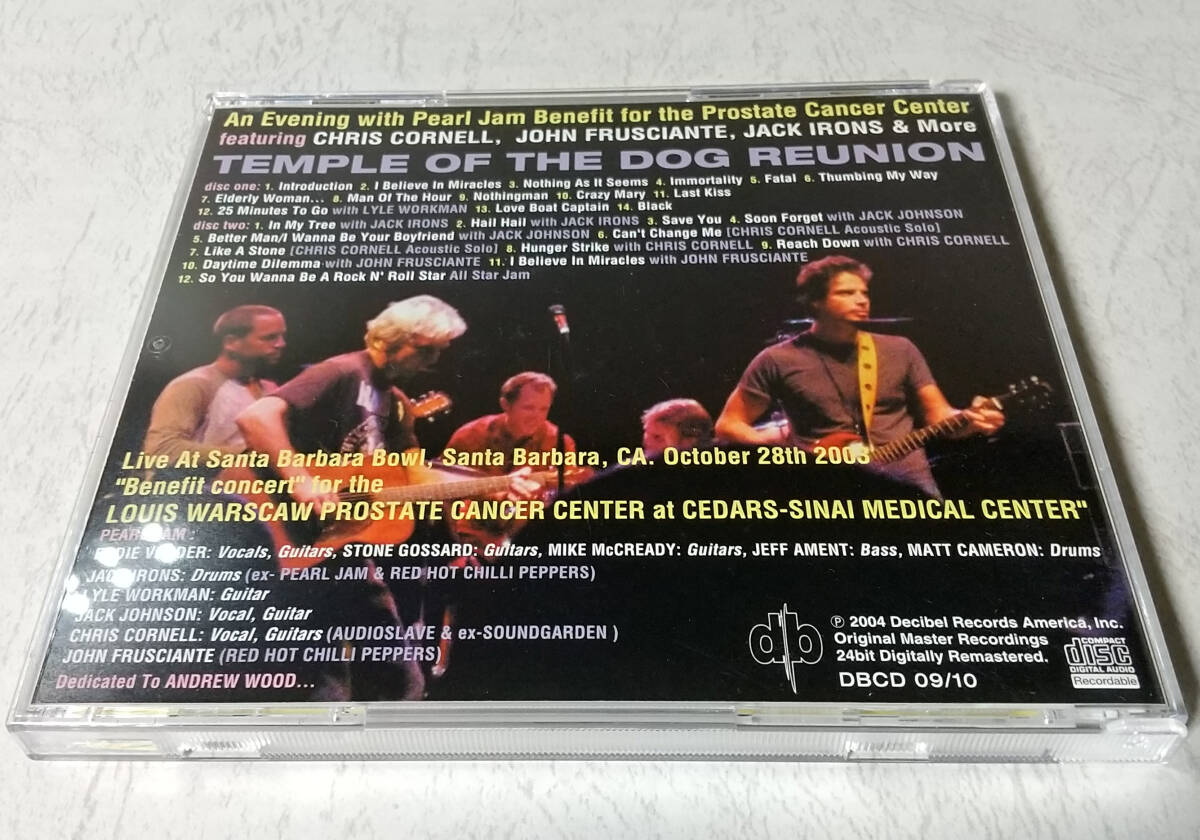 An Evening with Pearl Jam Benefit for the Prostate Cancer Center
featuring CHRIS CORNELL, JOHN FRUSCIANTE, JACK IRONS & More
TEMPLE OF THE DOG REUNION
disc one: 1. Introduction 2. I Believe In Miracles 3. Nothing As It Seems 4. Immortality 5. Fatal 6. Thumbing My Way
7. Elderly Woman... 8. Man Of The Hour 9. Nothingman 10. Crazy Mary 11. Last Kiss
12. 25 Minutes To Go with LYLE WORKMAN 13. Love Boat Captain 14. Black
disc two: 1. In My Tree with JACK IRONS 2. Hail Hail with JACK IRONS 3. Save You 4. Soon Forget with JACK JOHNSON
5. Better Man/I Wanna Be Your Boyfriend with JACK JOHNSON 6. Can't Change Me [CHRIS CORNELL Acoustic Solo]
7. Like A Stone [CHRIS CORNELL Acoustic Solo] 8. Hunger Strike with CHRIS CORNELL 9. Reach Down with CHRIS CORNELL
10. Daytime Dilemma with JOHN FRUSCIANTE 11. I Believe In Miracles with JOHN FRUSCIANTE
12. So You Wanna Be A Rock N' Roll Star All Star Jam
Live At Santa Barbara Bowl, Santa Barbara, CA. October 28th 2003
"Benefit concert" for the
LOUIS WARSCAW PROSTATE CANCER CENTER at CEDARS-SINAI MEDICAL CENTER"
PEARL JAM :
EDDIE VEDDER: Vocals, Guitars, STONE GOSSARD: Guitars, MIKE McCREADY: Guitars, JEFF AMENT: Bass, MATT CAMERON: Drums
JACK IRONS: Drums (ex- PEARL JAM & RED HOT CHILLI PEPPERS)
LYLE WORKMAN: Guitar
JACK JOHNSON: Vocal, Guitar
CHRIS CORNELL: Vocal, Guitars (AUDIOSLAVE & ex-SOUNDGARDEN )
JOHN FRUSCIANTE (RED HOT CHILLI PEPPERS)
Dedicated To ANDREW WOOD...
db
℗ 2004 Decibel Records America, Inc.
Original Master Recordings
24bit Digitally Remastered.
DBCD 09/10
COMPACT
disc
DIGITAL AUDIO
Recordable